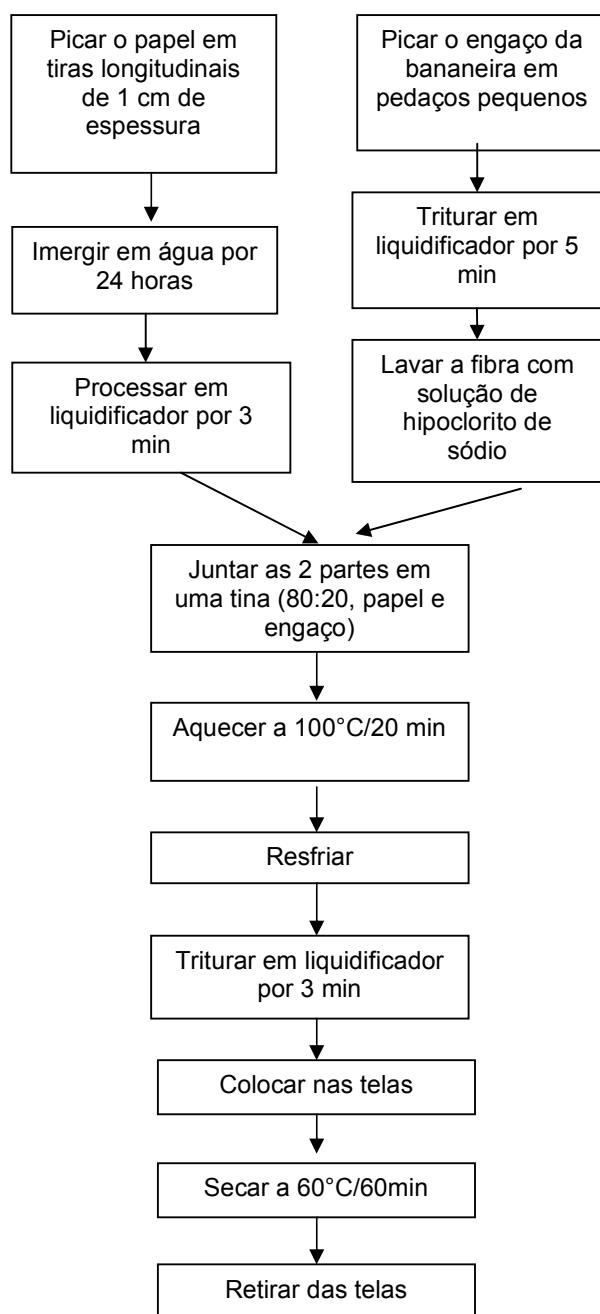 Picar o papel em
tiras longitudinais
de 1 cm de
espessura
Picar o engaço da
bananeira em
pedaços pequenos
Imergir em água por
24 horas
Triturar em
liquidificador por 5
min
Processar em
liquidificador por 3
min
Lavar a fibra com
solução de
hipoclorito de
sódio
Juntar as 2 partes em
uma tina (80:20, papel e
engaço)
Aquecer a 100°C/20 min
Resfriar
Triturar em liquidificador
por 3 min
Colocar nas telas
Secar a 60°C/60min
Retirar das telas